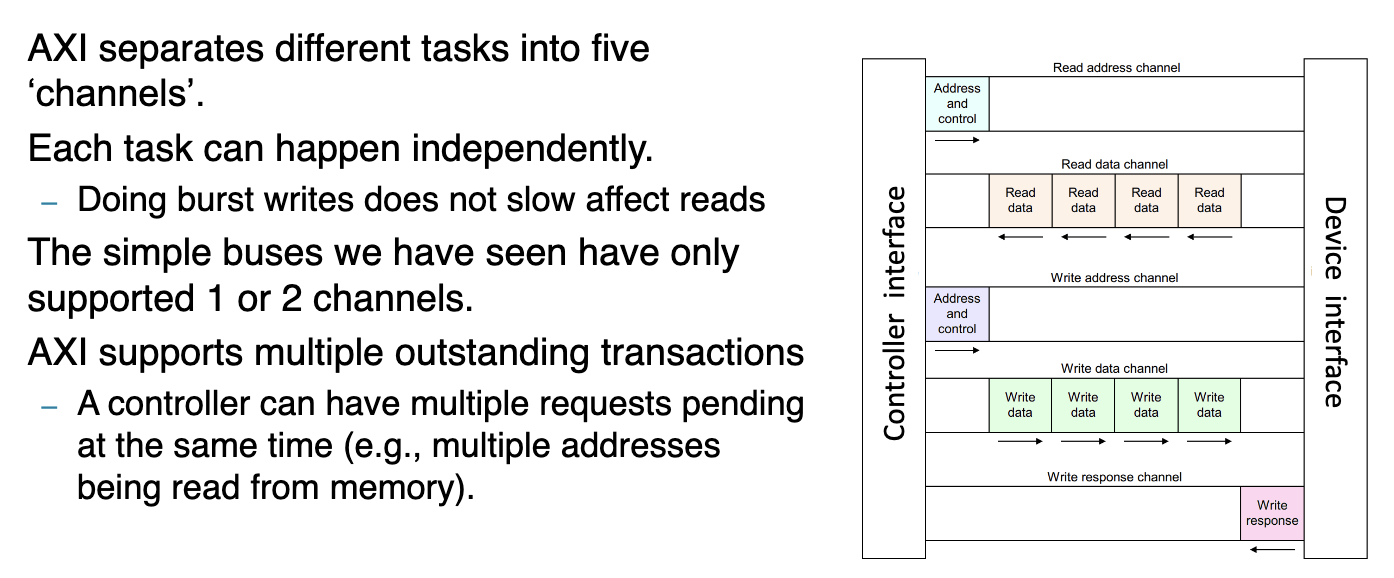 AXI separates different tasks into five
‘channels’.
Each task can happen independently.
– Doing burst writes does not slow affect reads
The simple buses we have seen have only
supported 1 or 2 channels.
AXI supports multiple outstanding transactions
– A controller can have multiple requests pending
at the same time (e.g., multiple addresses
being read from memory).
Controller interface
Read address channel
Address
and
control
Read data channel
Read Read Read Read
data data data data
Write address channel
Address
and
control
Write data channel
Write Write Write Write
data data data data
Write response channel
Write
response
Device interface